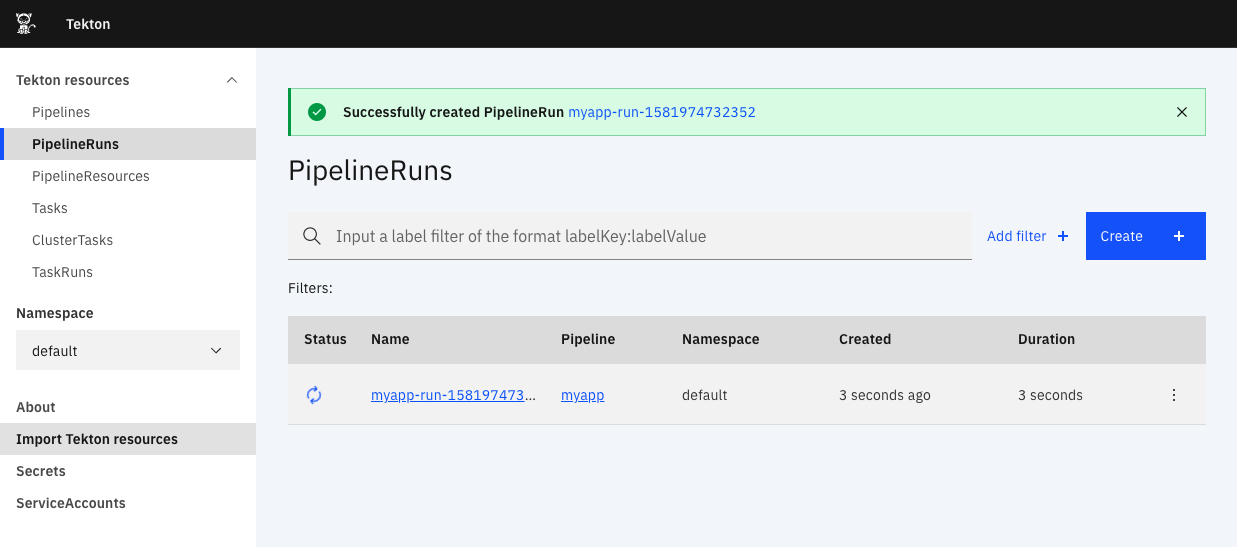 Tekton
Tekton resources
Pipelines
PipelineRuns
PipelineResources
Tasks
ClusterTasks
TaskRuns
Namespace
default
About
Import Tekton resources
Secrets
ServiceAccounts
Successfully created PipelineRun myapp-run-1581974732352
PipelineRuns
Input a label filter of the format labelKey:labelValue
Add filter
Create
Filters:
Status Name Pipeline Namespace Created Duration
myapp-run-158197473... myapp default 3 seconds ago 3 seconds